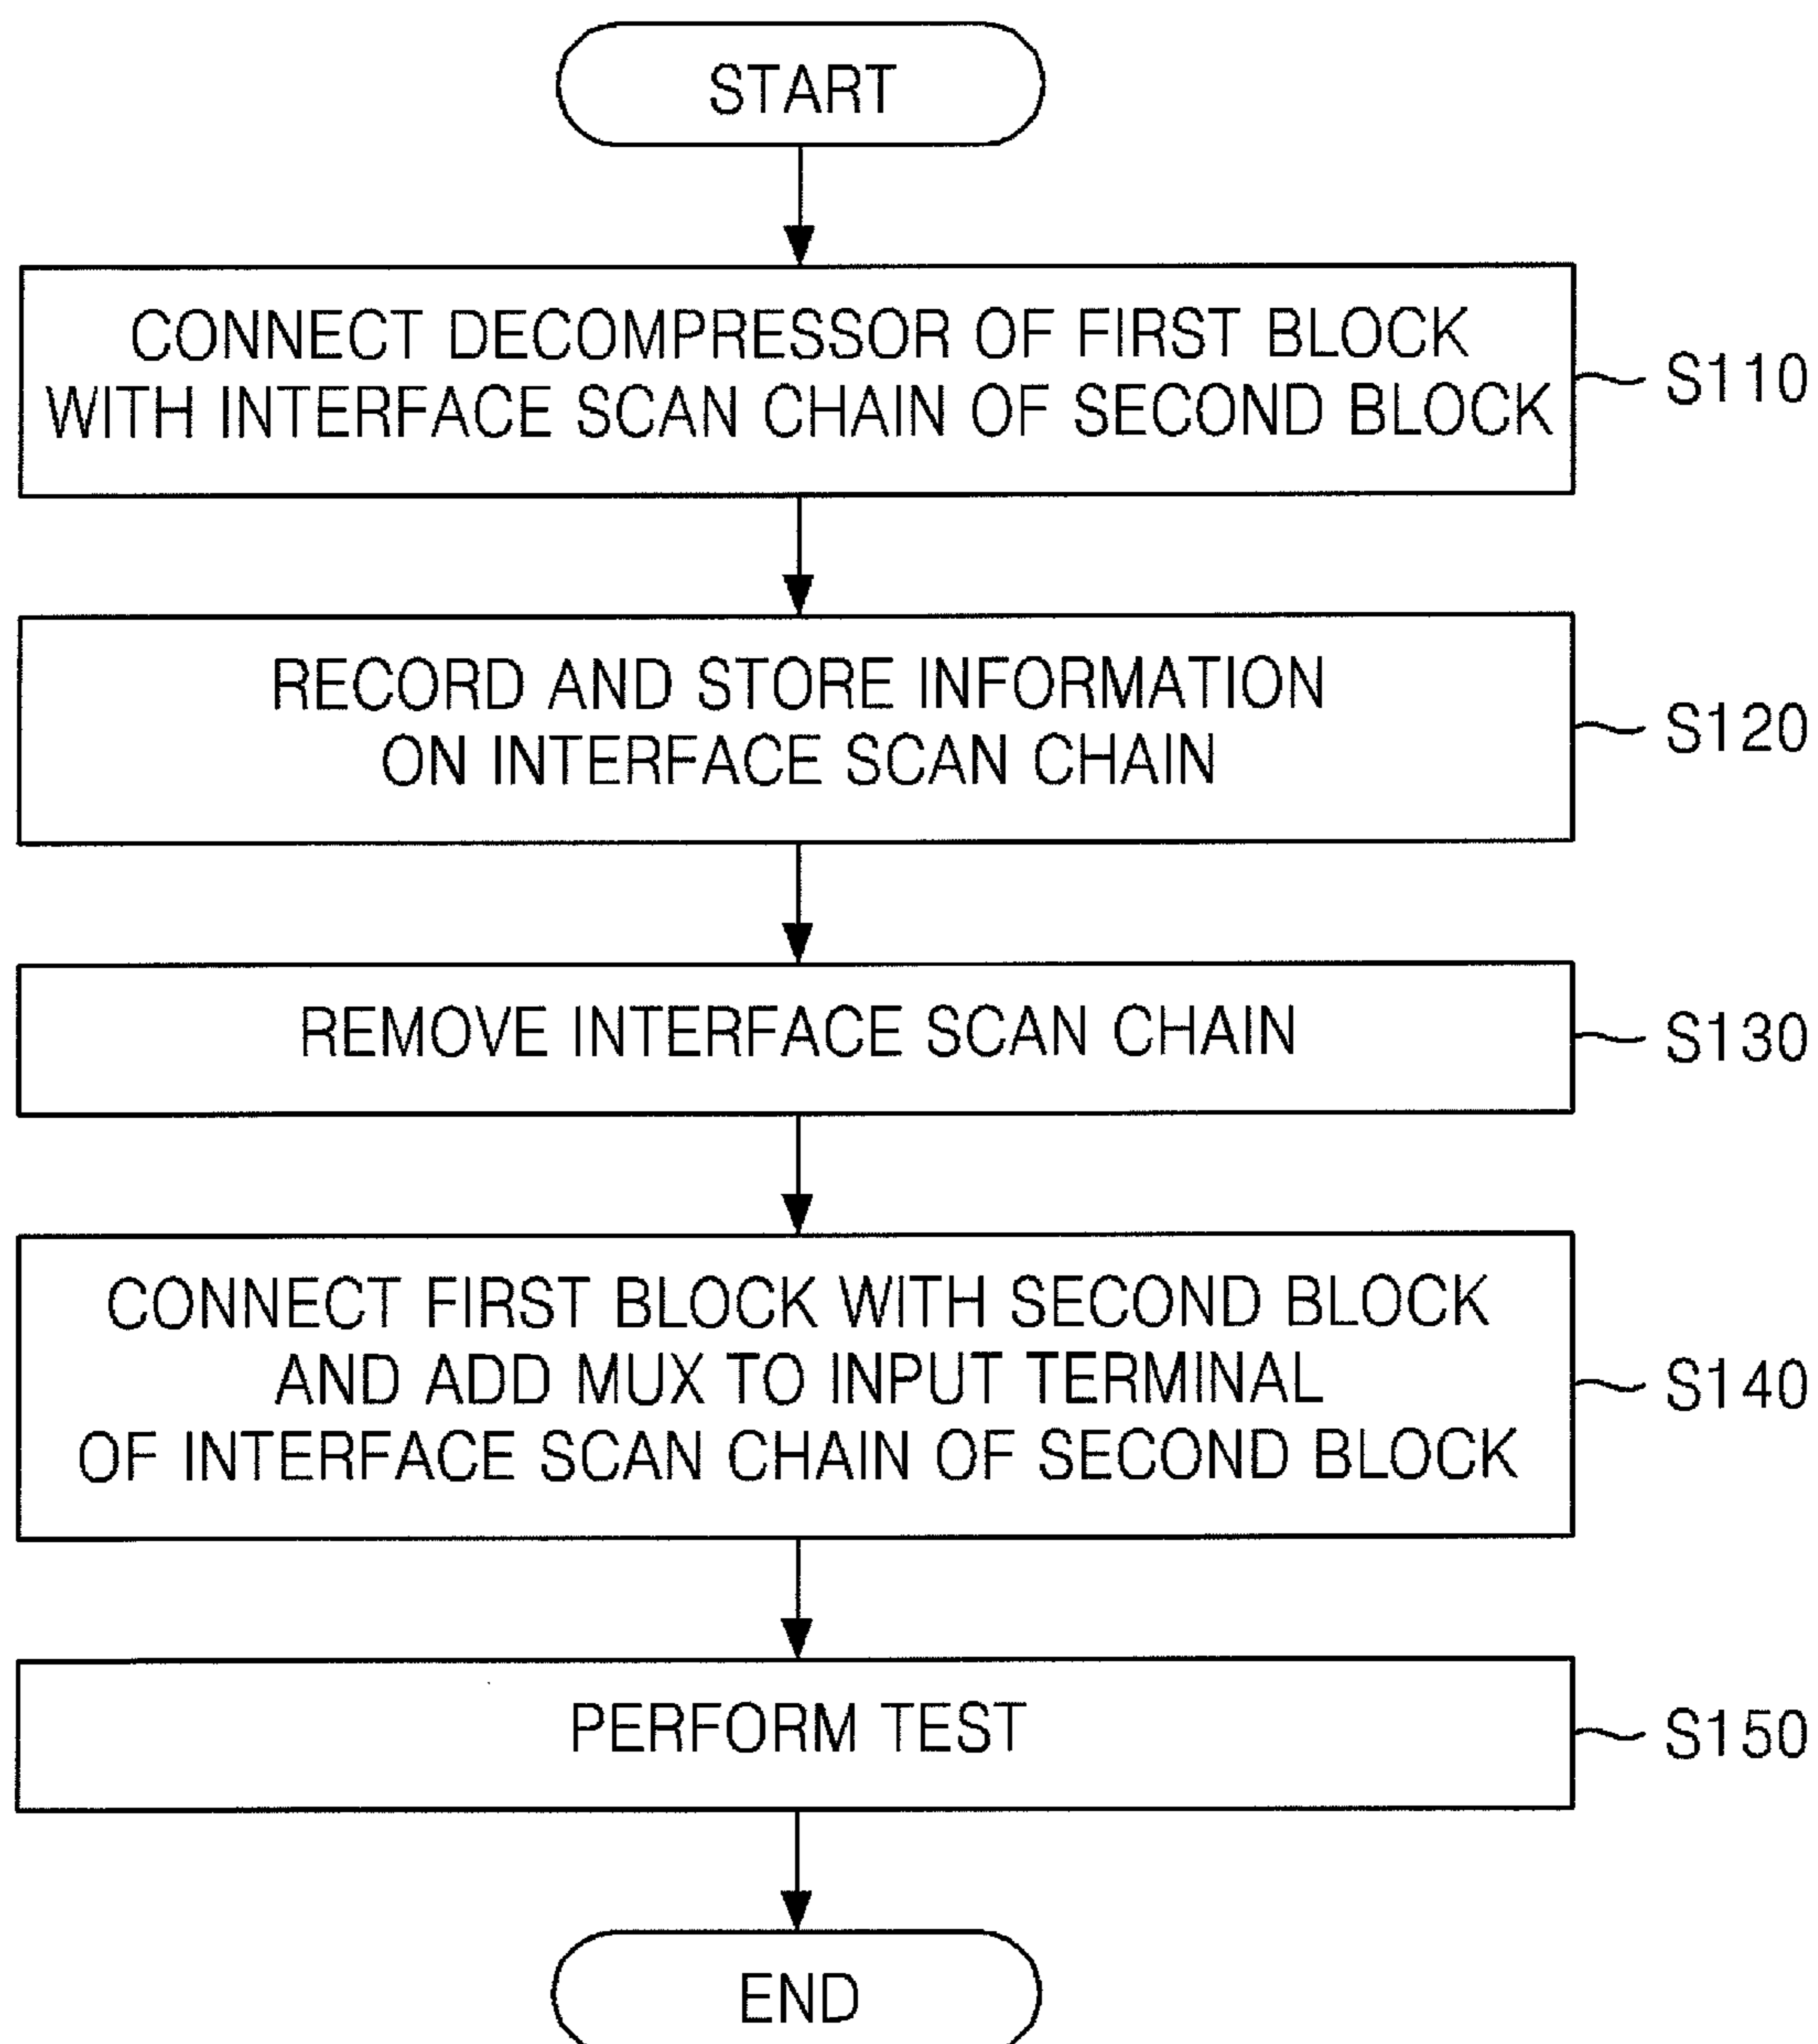 START
CONNECT DECOMPRESSOR OF FIRST BLOCK
WITH INTERFACE SCAN CHAIN OF SECOND BLOCK
S110
RECORD AND STORE INFORMATION
ON INTERFACE SCAN CHAIN
S120
REMOVE INTERFACE SCAN CHAIN
S130
CONNECT FIRST BLOCK WITH SECOND BLOCK
AND ADD MUX TO INPUT TERMINAL
OF INTERFACE SCAN CHAIN OF SECOND BLOCK
S140
PERFORM TEST
S150
END